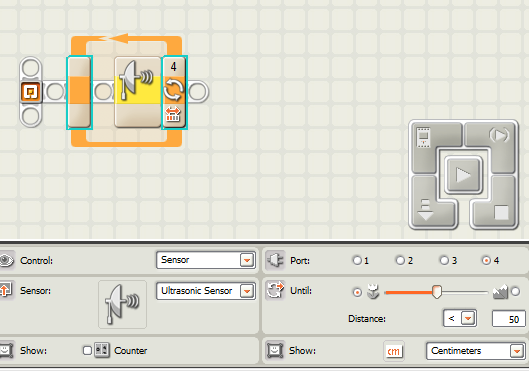 4
Control: Sensor Port: 1 2 3 4
Sensor: Ultrasonic Sensor Until:
Distance: < 50
Show: Counter Show: cm Centimeters